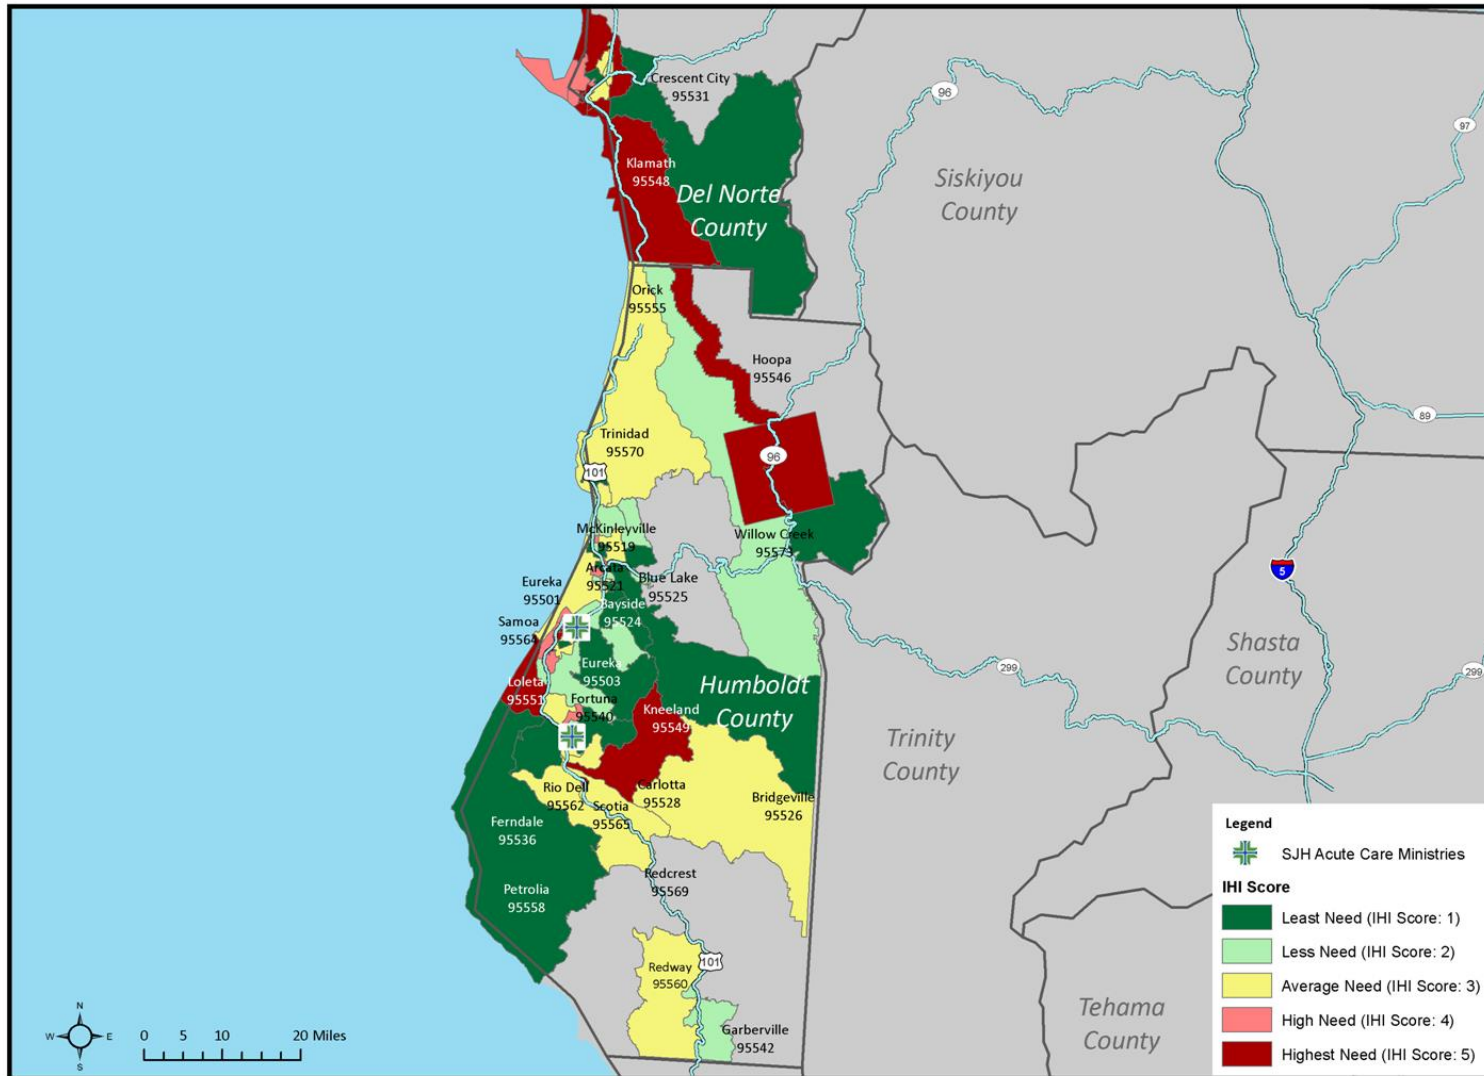 Crescent City
95531
96
97
Klamath
95548
Del Norte
County
Siskiyou
County
Orick
95555
Hoopa
95546
89
Trinidad
95570
96
101
McKinleyville
95519
Willow Creek
95573
Arcata
95521
Blue Lake
95525
Eureka
95501
Bayside
95524
5
Samoa
95564
Shasta
County
299
299
Eureka
95503
Loleta
95551
Humboldt
County
Fortuna
95540
Kneeland
95549
Trinity
County
Rio Dell
95562
Carlotta
95528
Scotia
95565
Bridgeville
95526
Ferndale
95536
Redcrest
95569
Petrolia
95558
101
Redway
95560
Garberville
95542
Tehama
County
N
W E
S
0 5 10 20 Miles
Legend
SJH Acute Care Ministries
IHI Score
Least Need (IHI Score: 1)
Less Need (IHI Score: 2)
Average Need (IHI Score: 3)
High Need (IHI Score: 4)
Highest Need (IHI Score: 5)